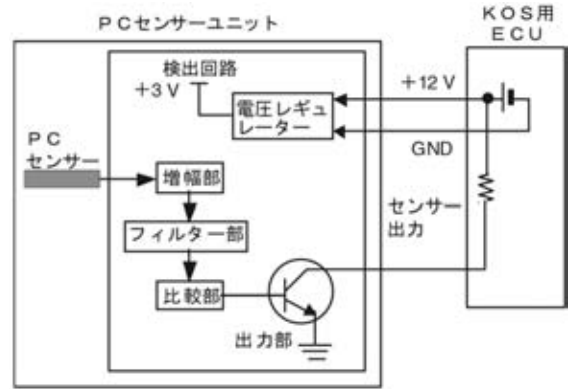 PCセンサーユニット
KOS用
ECU
検出回路
+3V
電圧レギュ
レーター
+12V
GND
PC
センサー
増幅部
フィルター部
比較部
出力部
センサー
出力